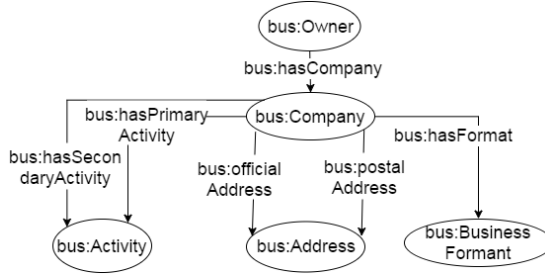 bus:Owner
bus:hasCompany
bus:Company
bus:hasPrimary
Activity
bus:hasFormat
bus:hasSecon
daryActivity
bus:official
Address
bus:postal
Address
bus:Activity
bus:Address
bus:Business
Formant